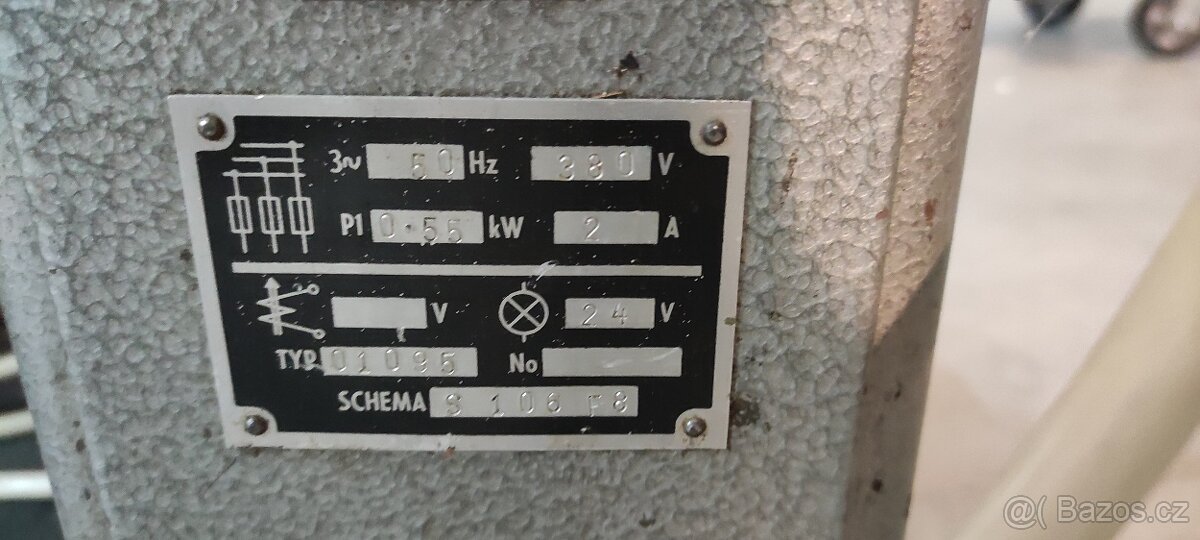 3~ 50 Hz 380 V
P1 0.55 kW 2 A
V 24 V
TYP 01095 No
SCHEMA S 106 F8
@( Bazos.cz